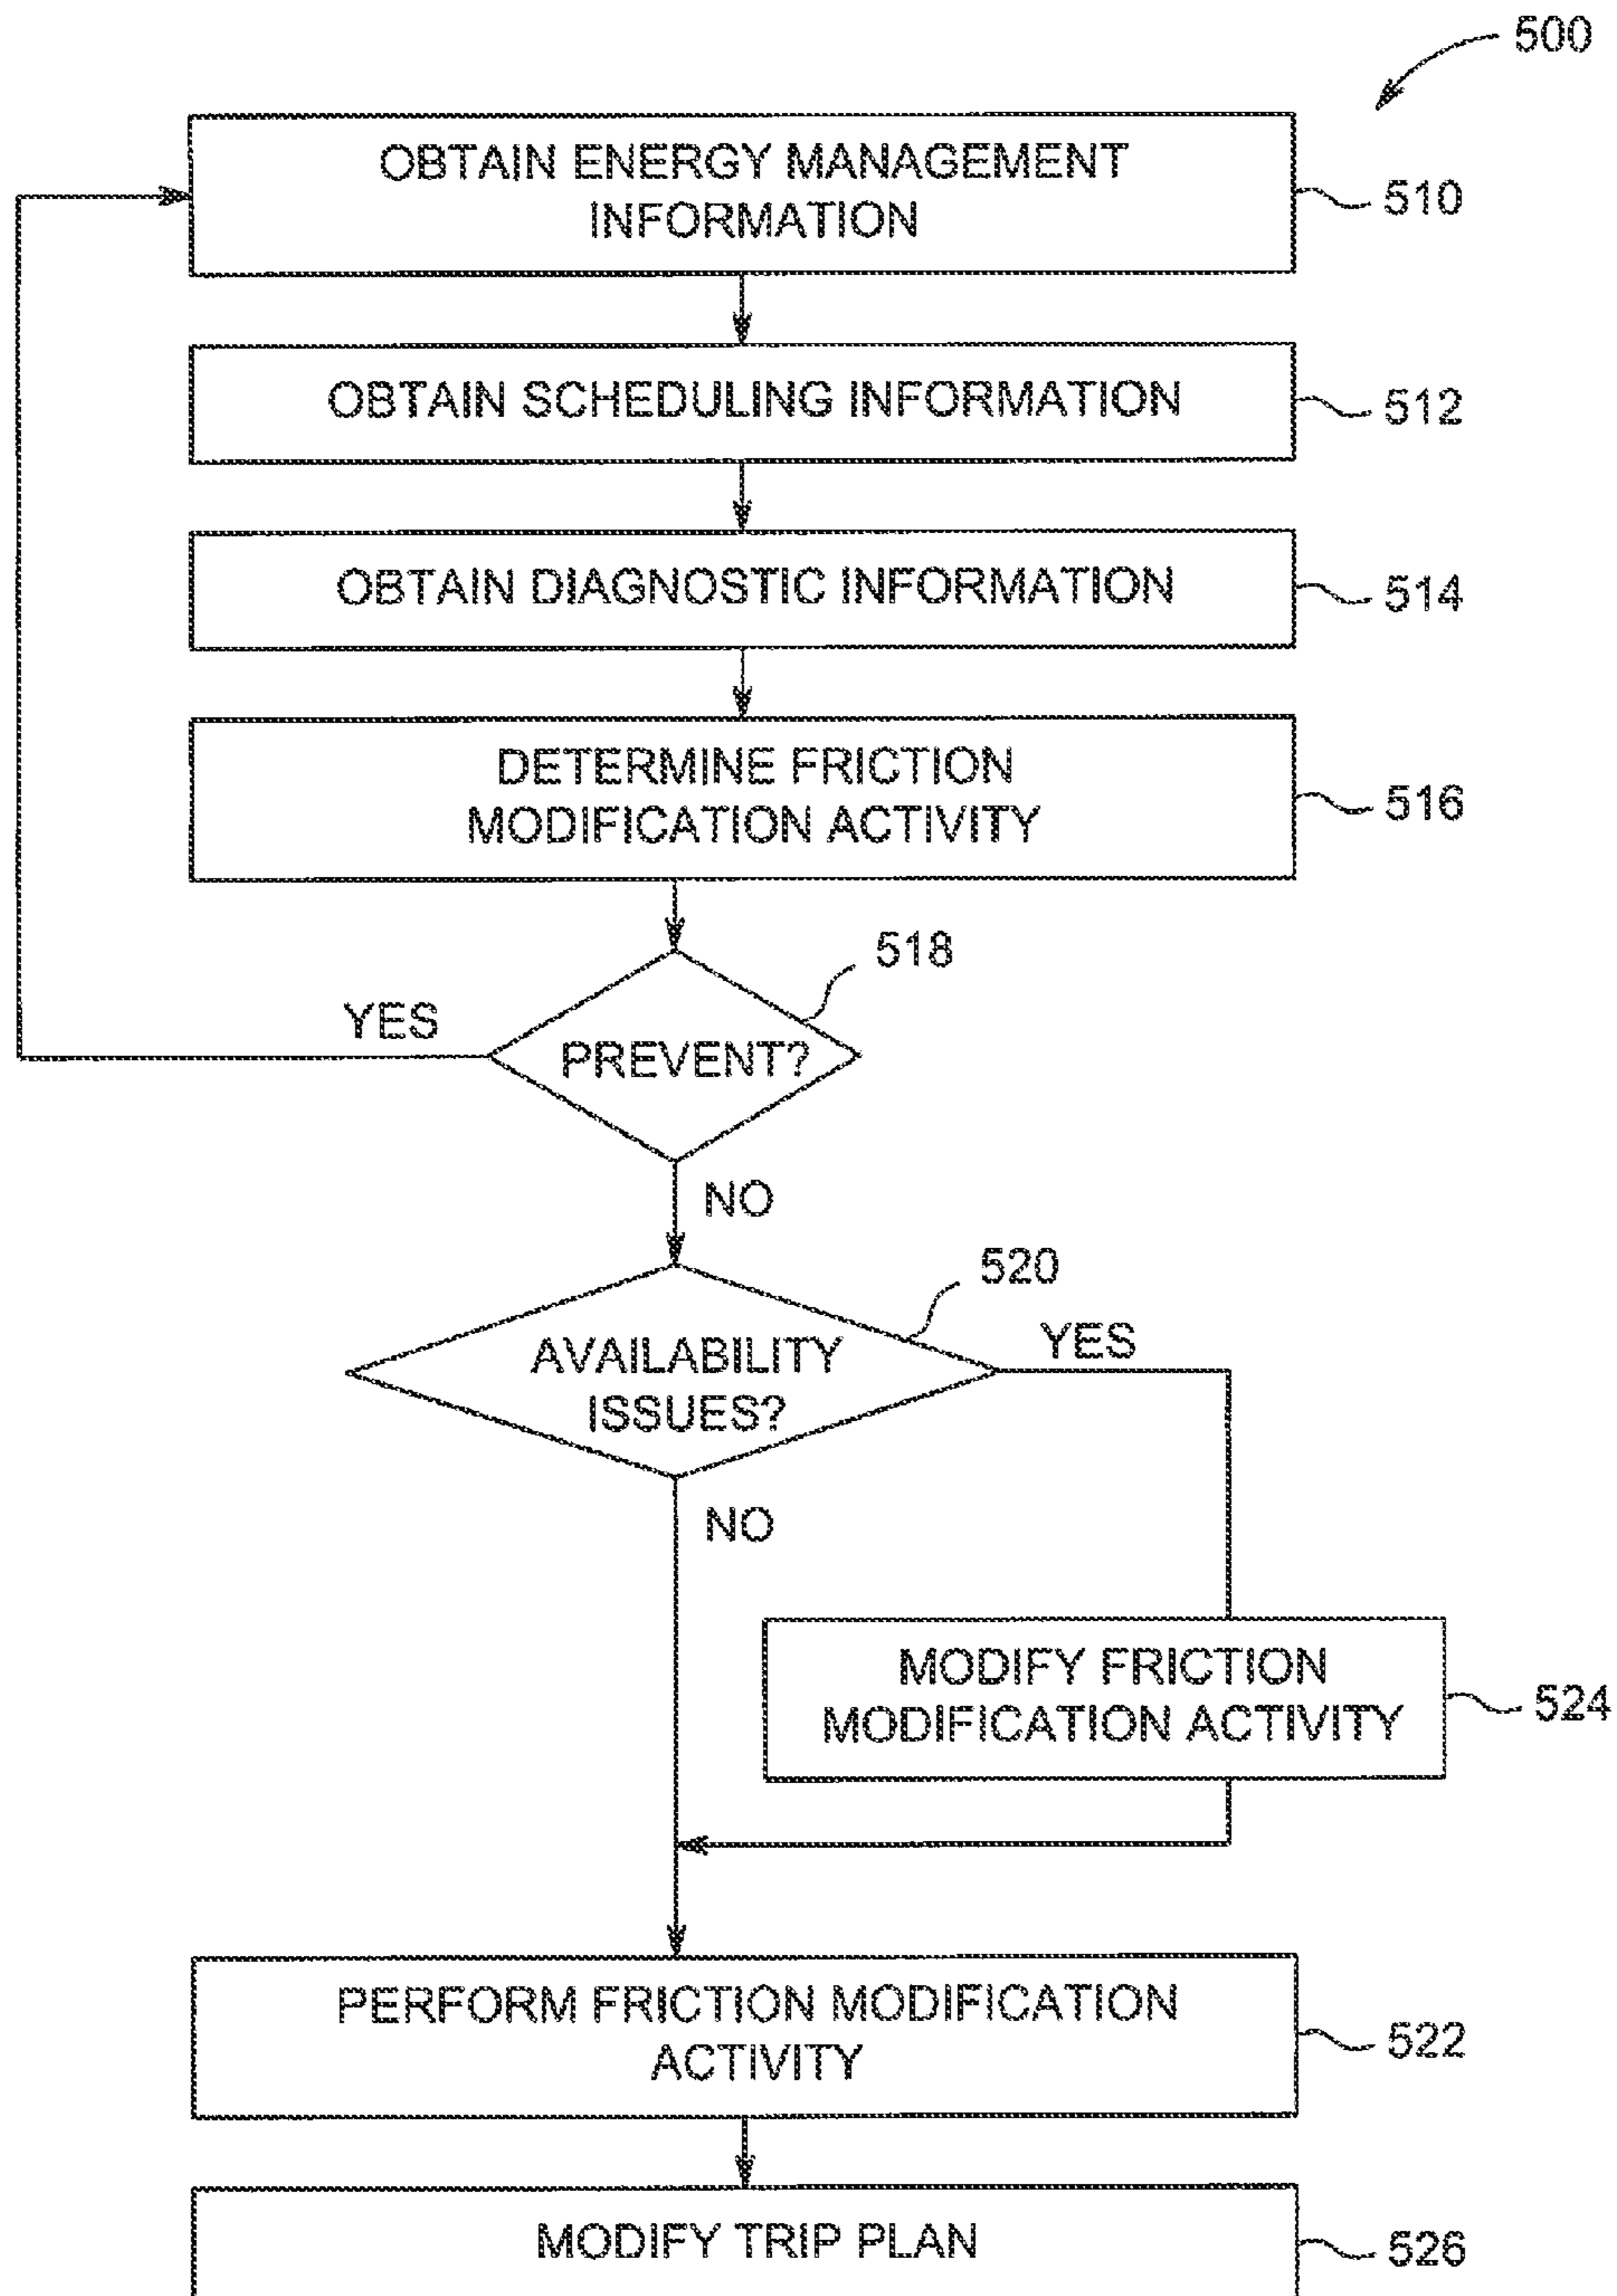 500
OBTAIN ENERGY MANAGEMENT
INFORMATION
510
OBTAIN SCHEDULING INFORMATION
512
OBTAIN DIAGNOSTIC INFORMATION
514
DETERMINE FRICTION
MODIFICATION ACTIVITY
516
518
YES
PREVENT?
NO
520
YES
AVAILABILITY
ISSUES?
NO
MODIFY FRICTION
MODIFICATION ACTIVITY
524
PERFORM FRICTION MODIFICATION
ACTIVITY
522
MODIFY TRIP PLAN
526